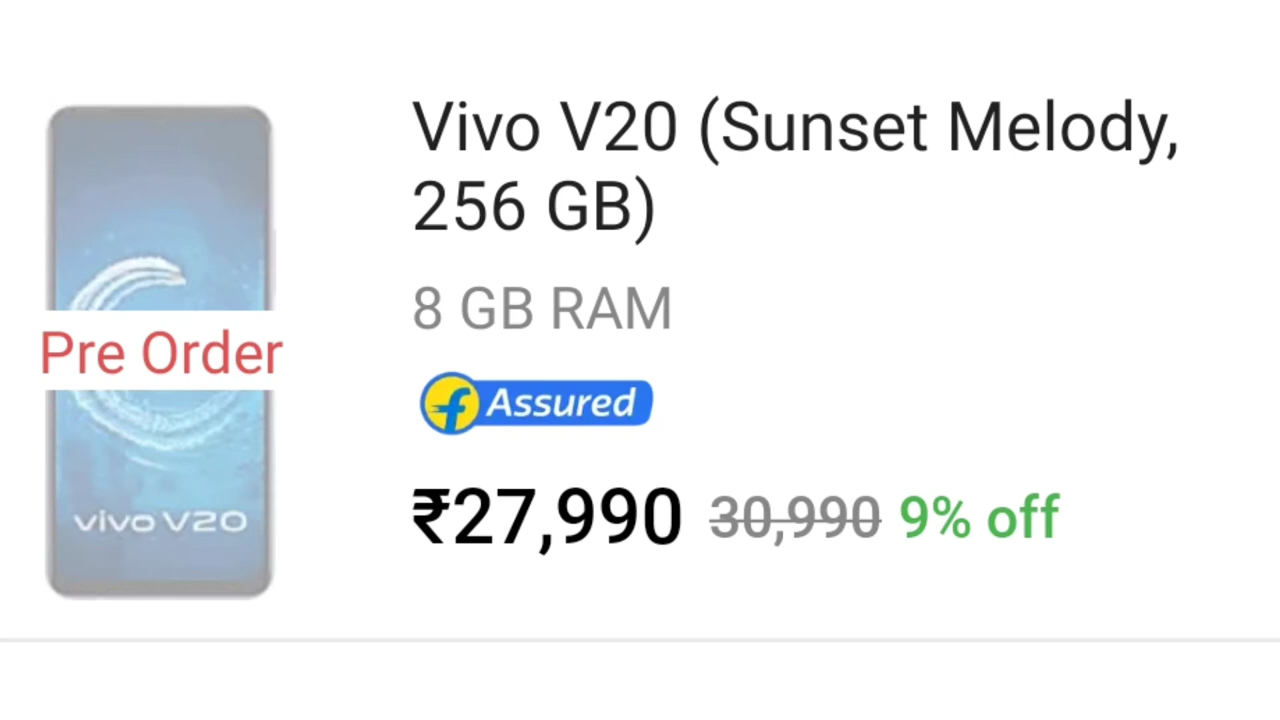 Vivo V20 (Sunset Melody,
256 GB)
8 GB RAM
Pre Order
f Assured
₹27,990 30,990 9% off
vivo V20